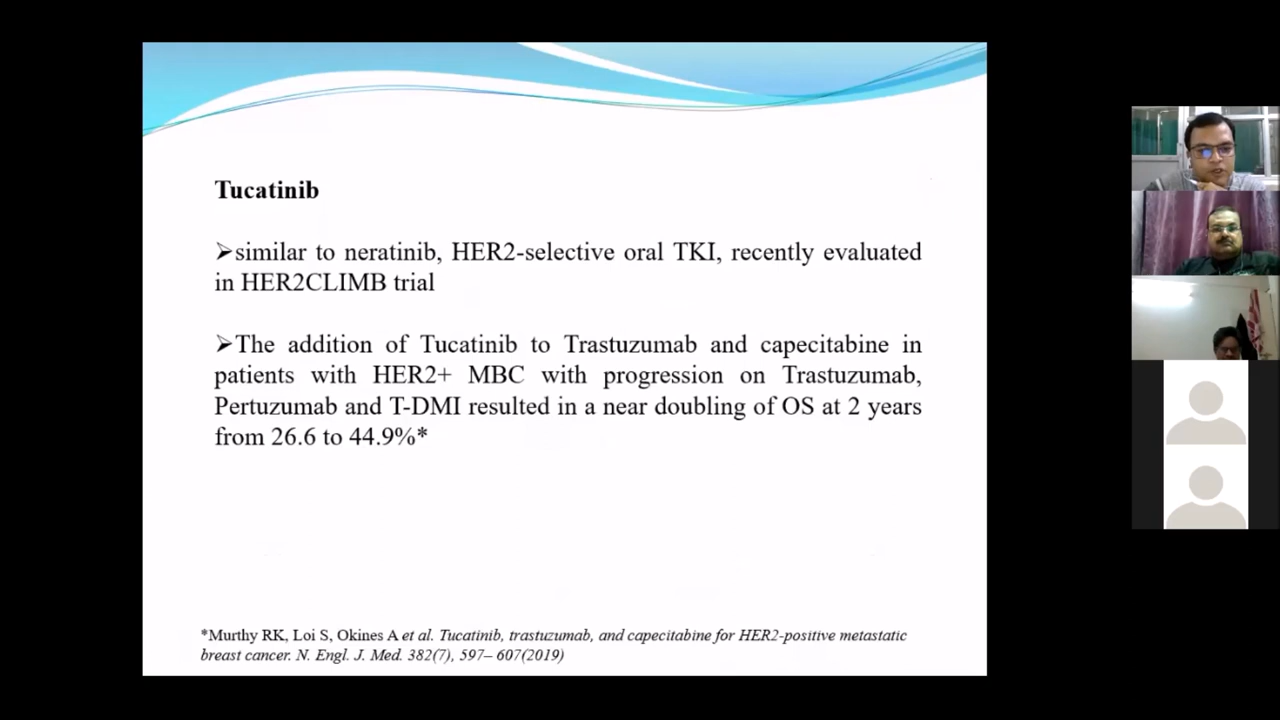 Tucatinib
➢similar to neratinib, HER2-selective oral TKI, recently evaluated
in HER2CLIMB trial
➢The addition of Tucatinib to Trastuzumab and capecitabine in
patients with HER2+ MBC with progression on Trastuzumab,
Pertuzumab and T-DMI resulted in a near doubling of OS at 2 years
from 26.6 to 44.9%*
*Murthy RK, Loi S, Okines A et al. Tucatinib, trastuzumab, and capecitabine for HER2-positive metastatic
breast cancer. N. Engl. J. Med. 382(7), 597– 607(2019)